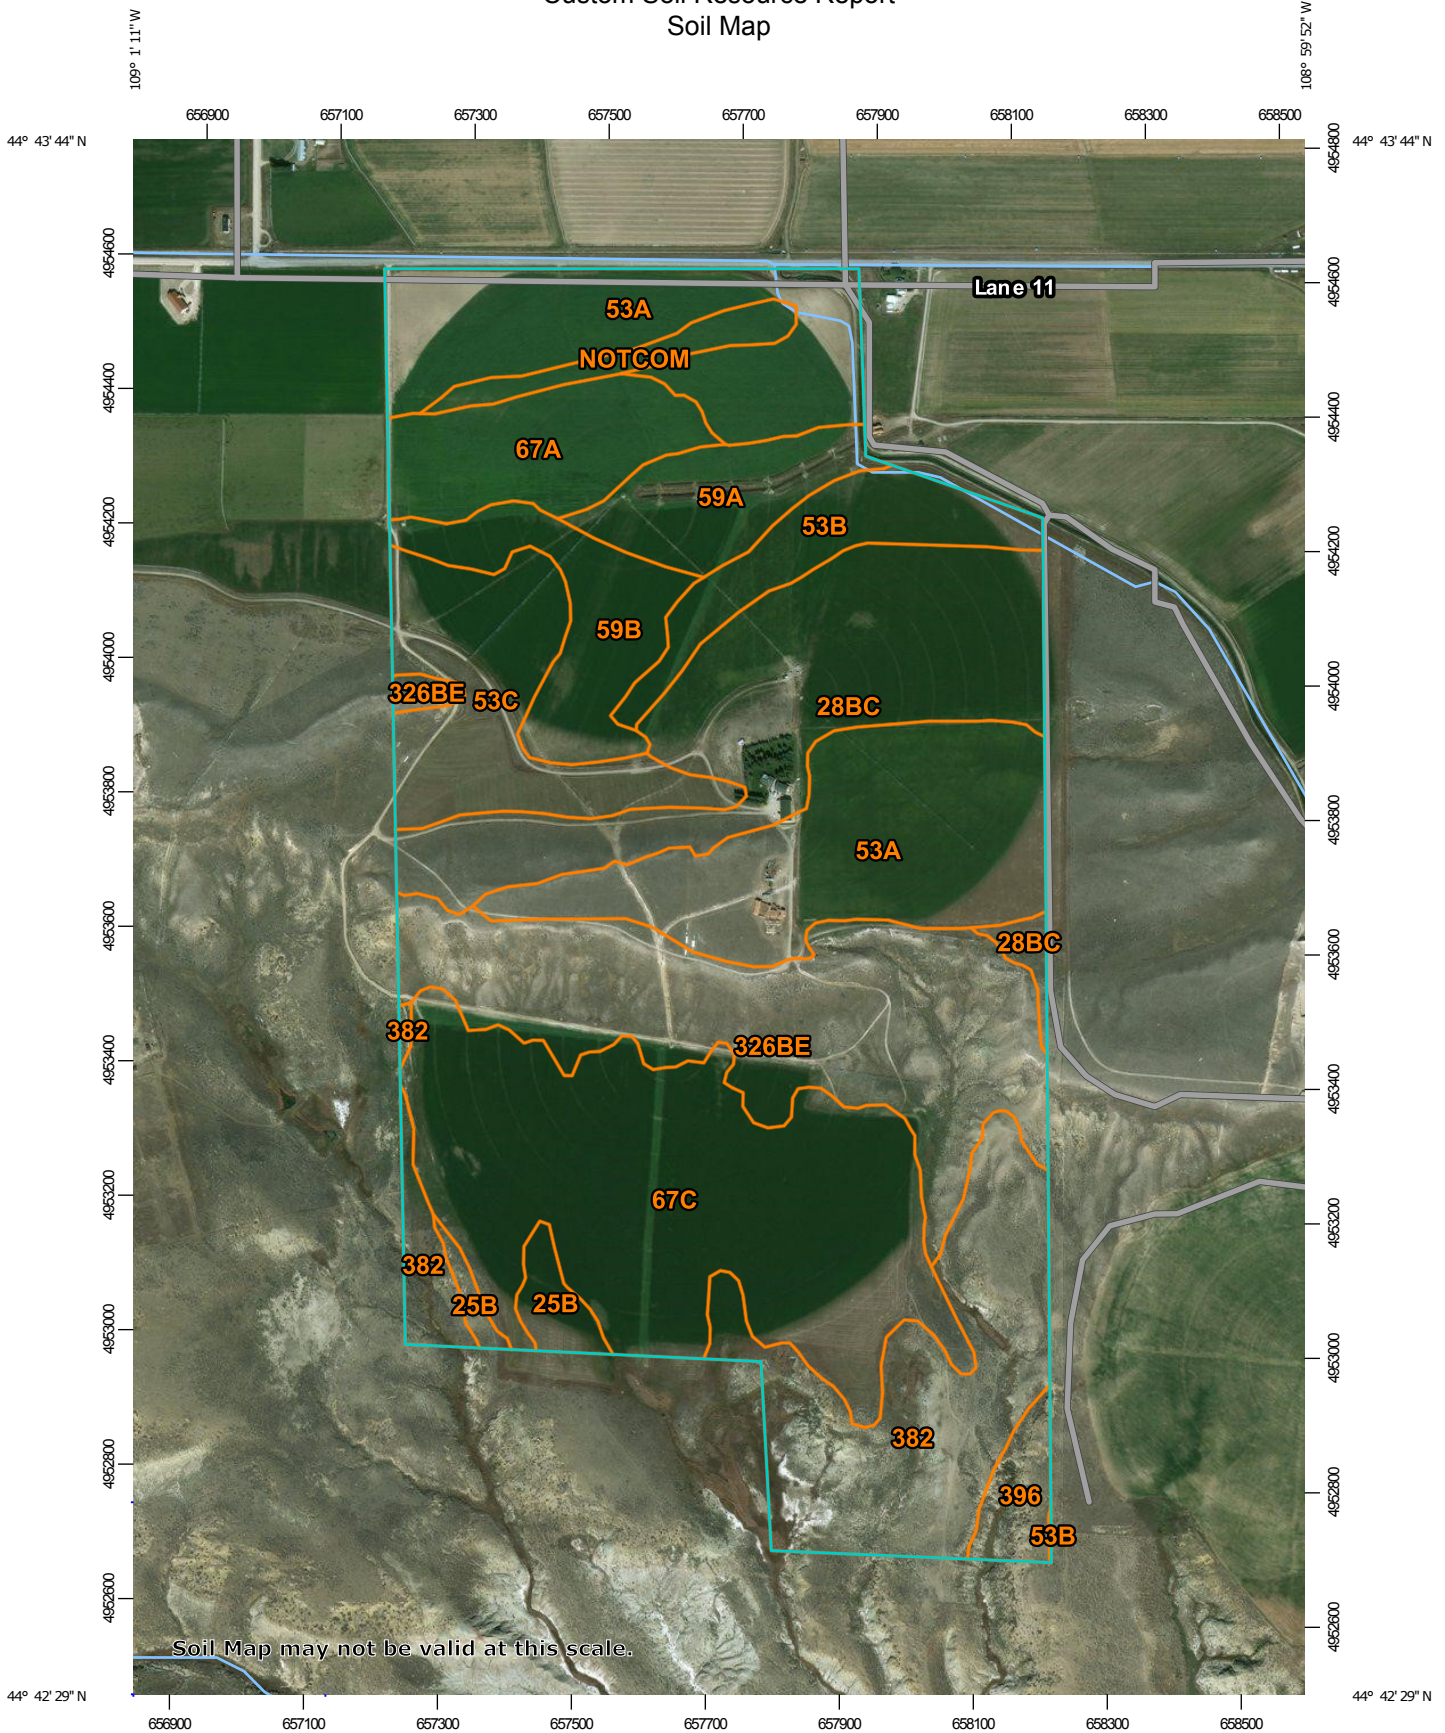 Custom Soil Resource Report
Soil Map
109° 1' 11" W
108° 59' 52" W
656900 657100 657300 657500 657700 657900 658100 658300 658500
44° 43' 44" N
44° 43' 44" N
4954800
4954600
4954600
Lane 11
53A
NOTCOM
4954400
4954400
67A
59A
4954200
53B
4954200
59B
4954000
4954000
326BE
53C
28BC
4953800
4953800
53A
4953600
28BC
4953600
382
326BE
4953400
4953400
67C
4953200
4953200
382
25B
25B
4953000
4953000
382
4952800
396
4952800
53B
4952600
4952600
Soil Map may not be valid at this scale.
44° 42' 29" N
44° 42' 29" N
656900 657100 657300 657500 657700 657900 658100 658300 658500